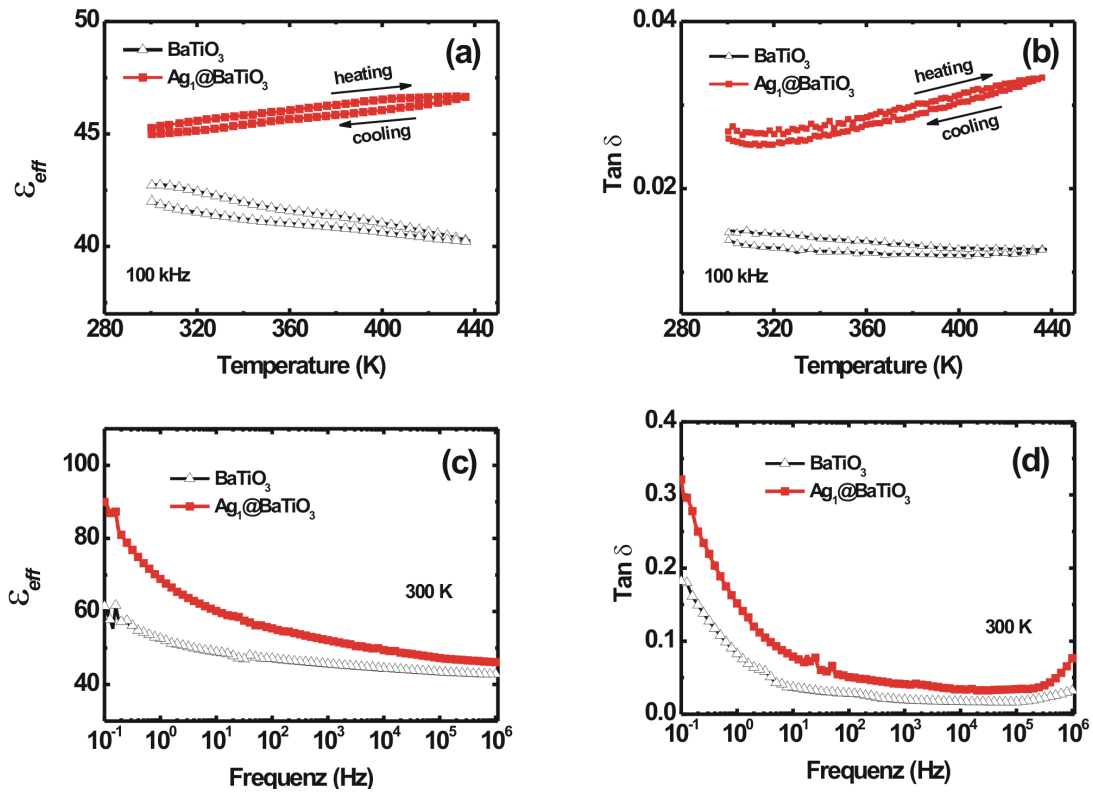 (a)
BaTiO3
Ag1@BaTiO3
heating
cooling
100 kHz
50
45
40
εeff
280 320 360 400 440
Temperature (K)
(b)
BaTiO3
Ag1@BaTiO3
heating
cooling
100 kHz
0.04
0.02
Tan δ
280 320 360 400 440
Temperature (K)
(c)
BaTiO3
Ag1@BaTiO3
300 K
100
80
60
40
εeff
10-1 100 101 102 103 104 105 106
Frequenz (Hz)
(d)
BaTiO3
Ag1@BaTiO3
300 K
0.4
0.3
0.2
0.1
0.0
Tan δ
10-1 100 101 102 103 104 105 106
Frequenz (Hz)